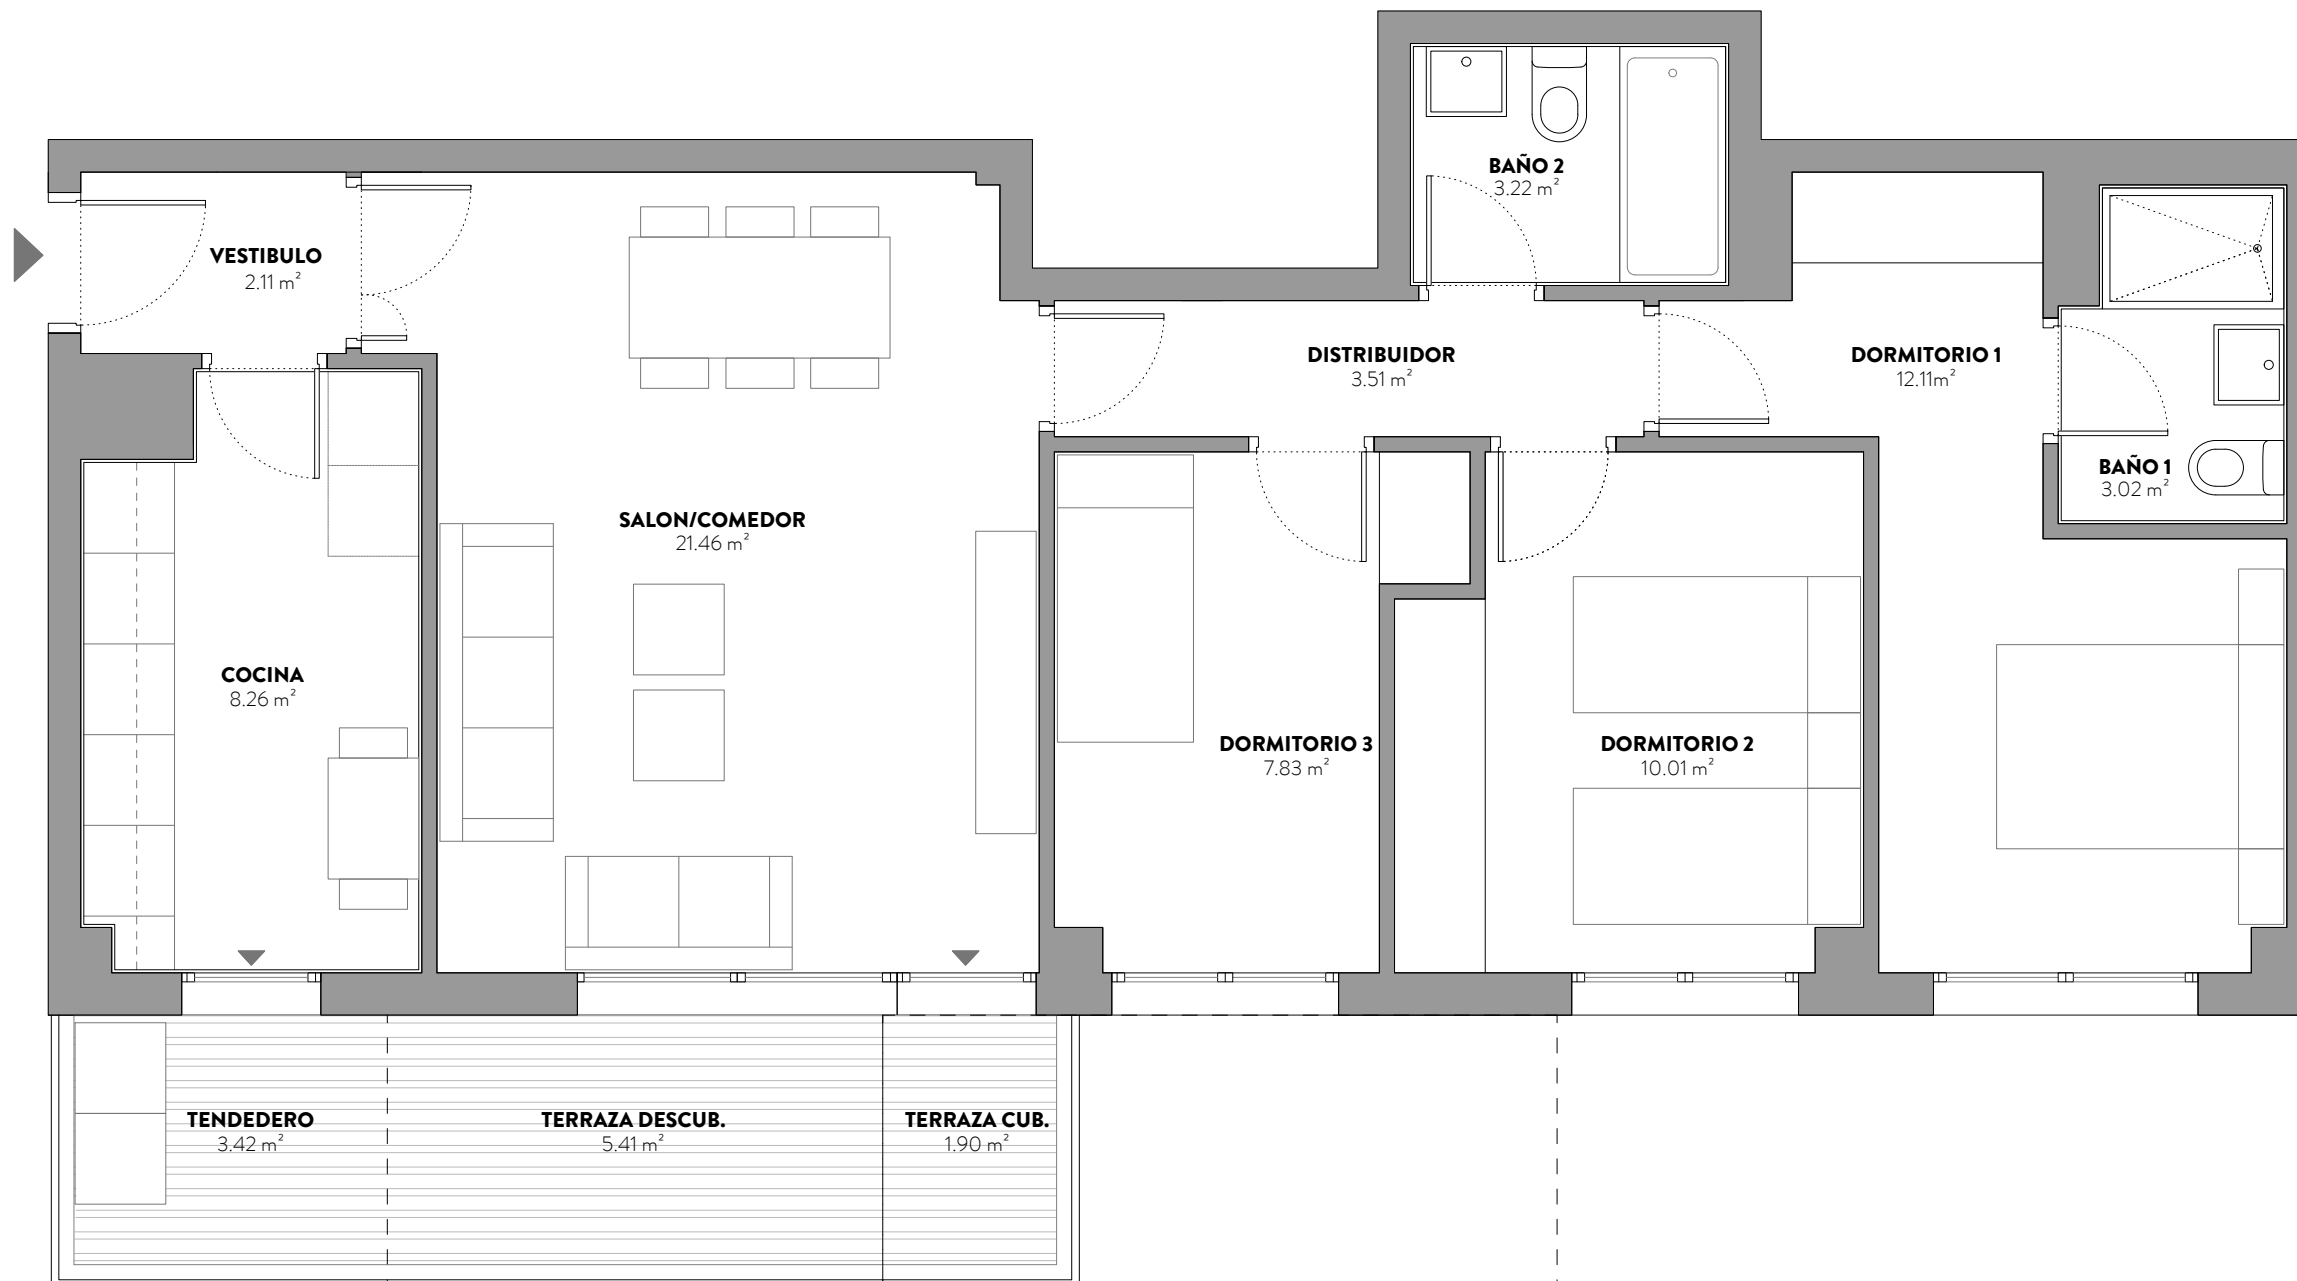 BAÑO 2
3.22 m²
VESTIBULO
2.11 m²
DISTRIBUIDOR
3.51 m²
DORMITORIO 1
12.11m²
BAÑO 1
3.02 m²
SALON/COMEDOR
21.46 m²
COCINA
8.26 m²
DORMITORIO 3
7.83 m²
DORMITORIO 2
10.01 m²
TENDEDERO
3.42 m²
TERRAZA DESCUB.
5.41 m²
TERRAZA CUB.
1.90 m²